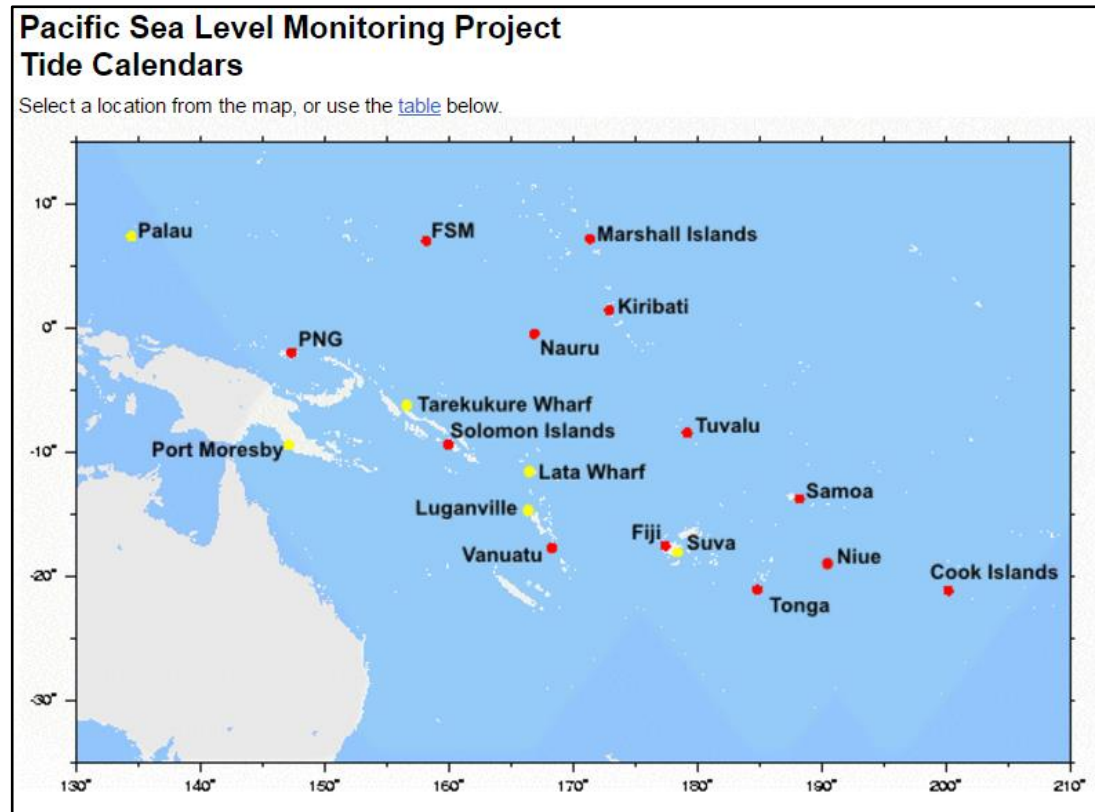 Pacific Sea Level Monitoring Project
Tide Calendars
Select a location from the map, or use the table below.
10°
Palau
FSM
Marshall Islands
Kiribati
0°
PNG
Nauru
Tarekukure Wharf
Solomon Islands
Tuvalu
Port Moresby
-10°
Lata Wharf
Samoa
Luganville
Fiji
Suva
Vanuatu
Niue
-20°
Cook Islands
Tonga
-30°
130° 140° 150° 160° 170° 180° 190° 200° 210°